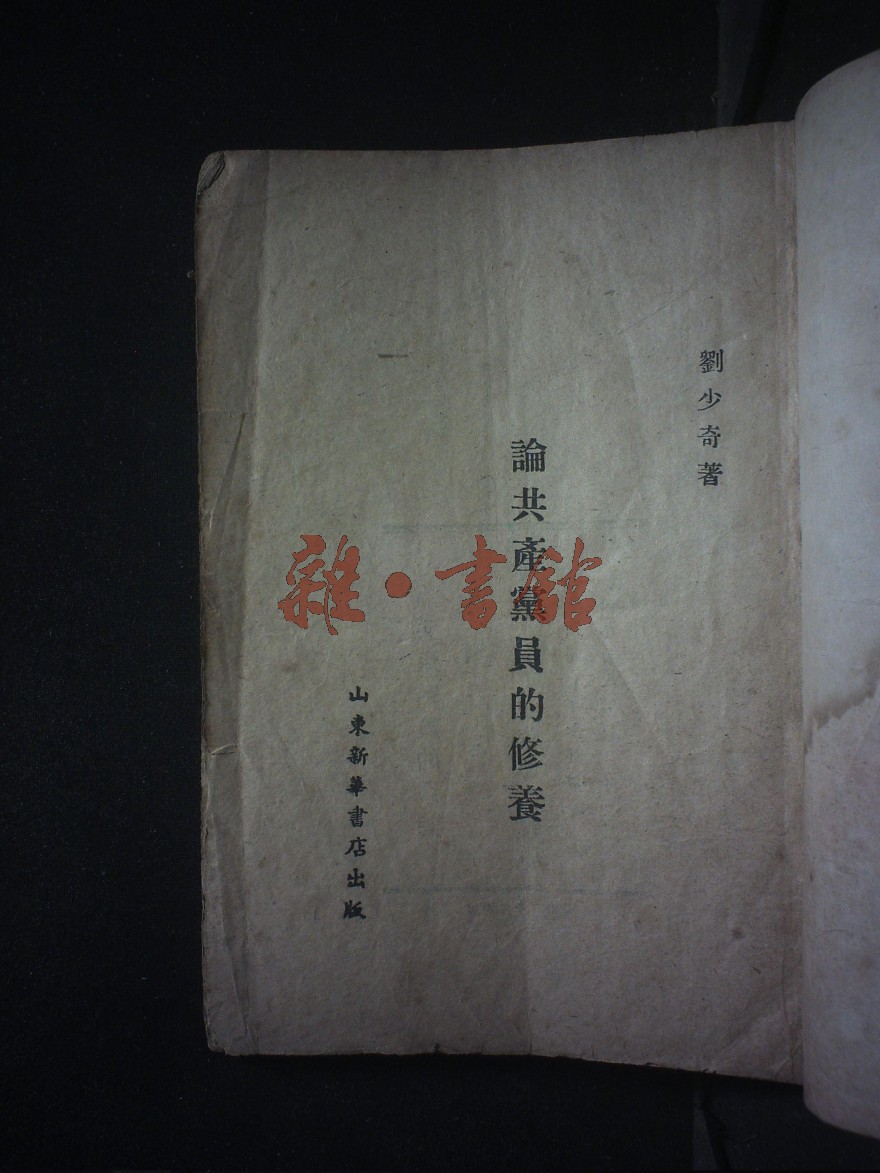 劉少奇著
論共產黨員的修養
山東新華書店出版
雜·書館